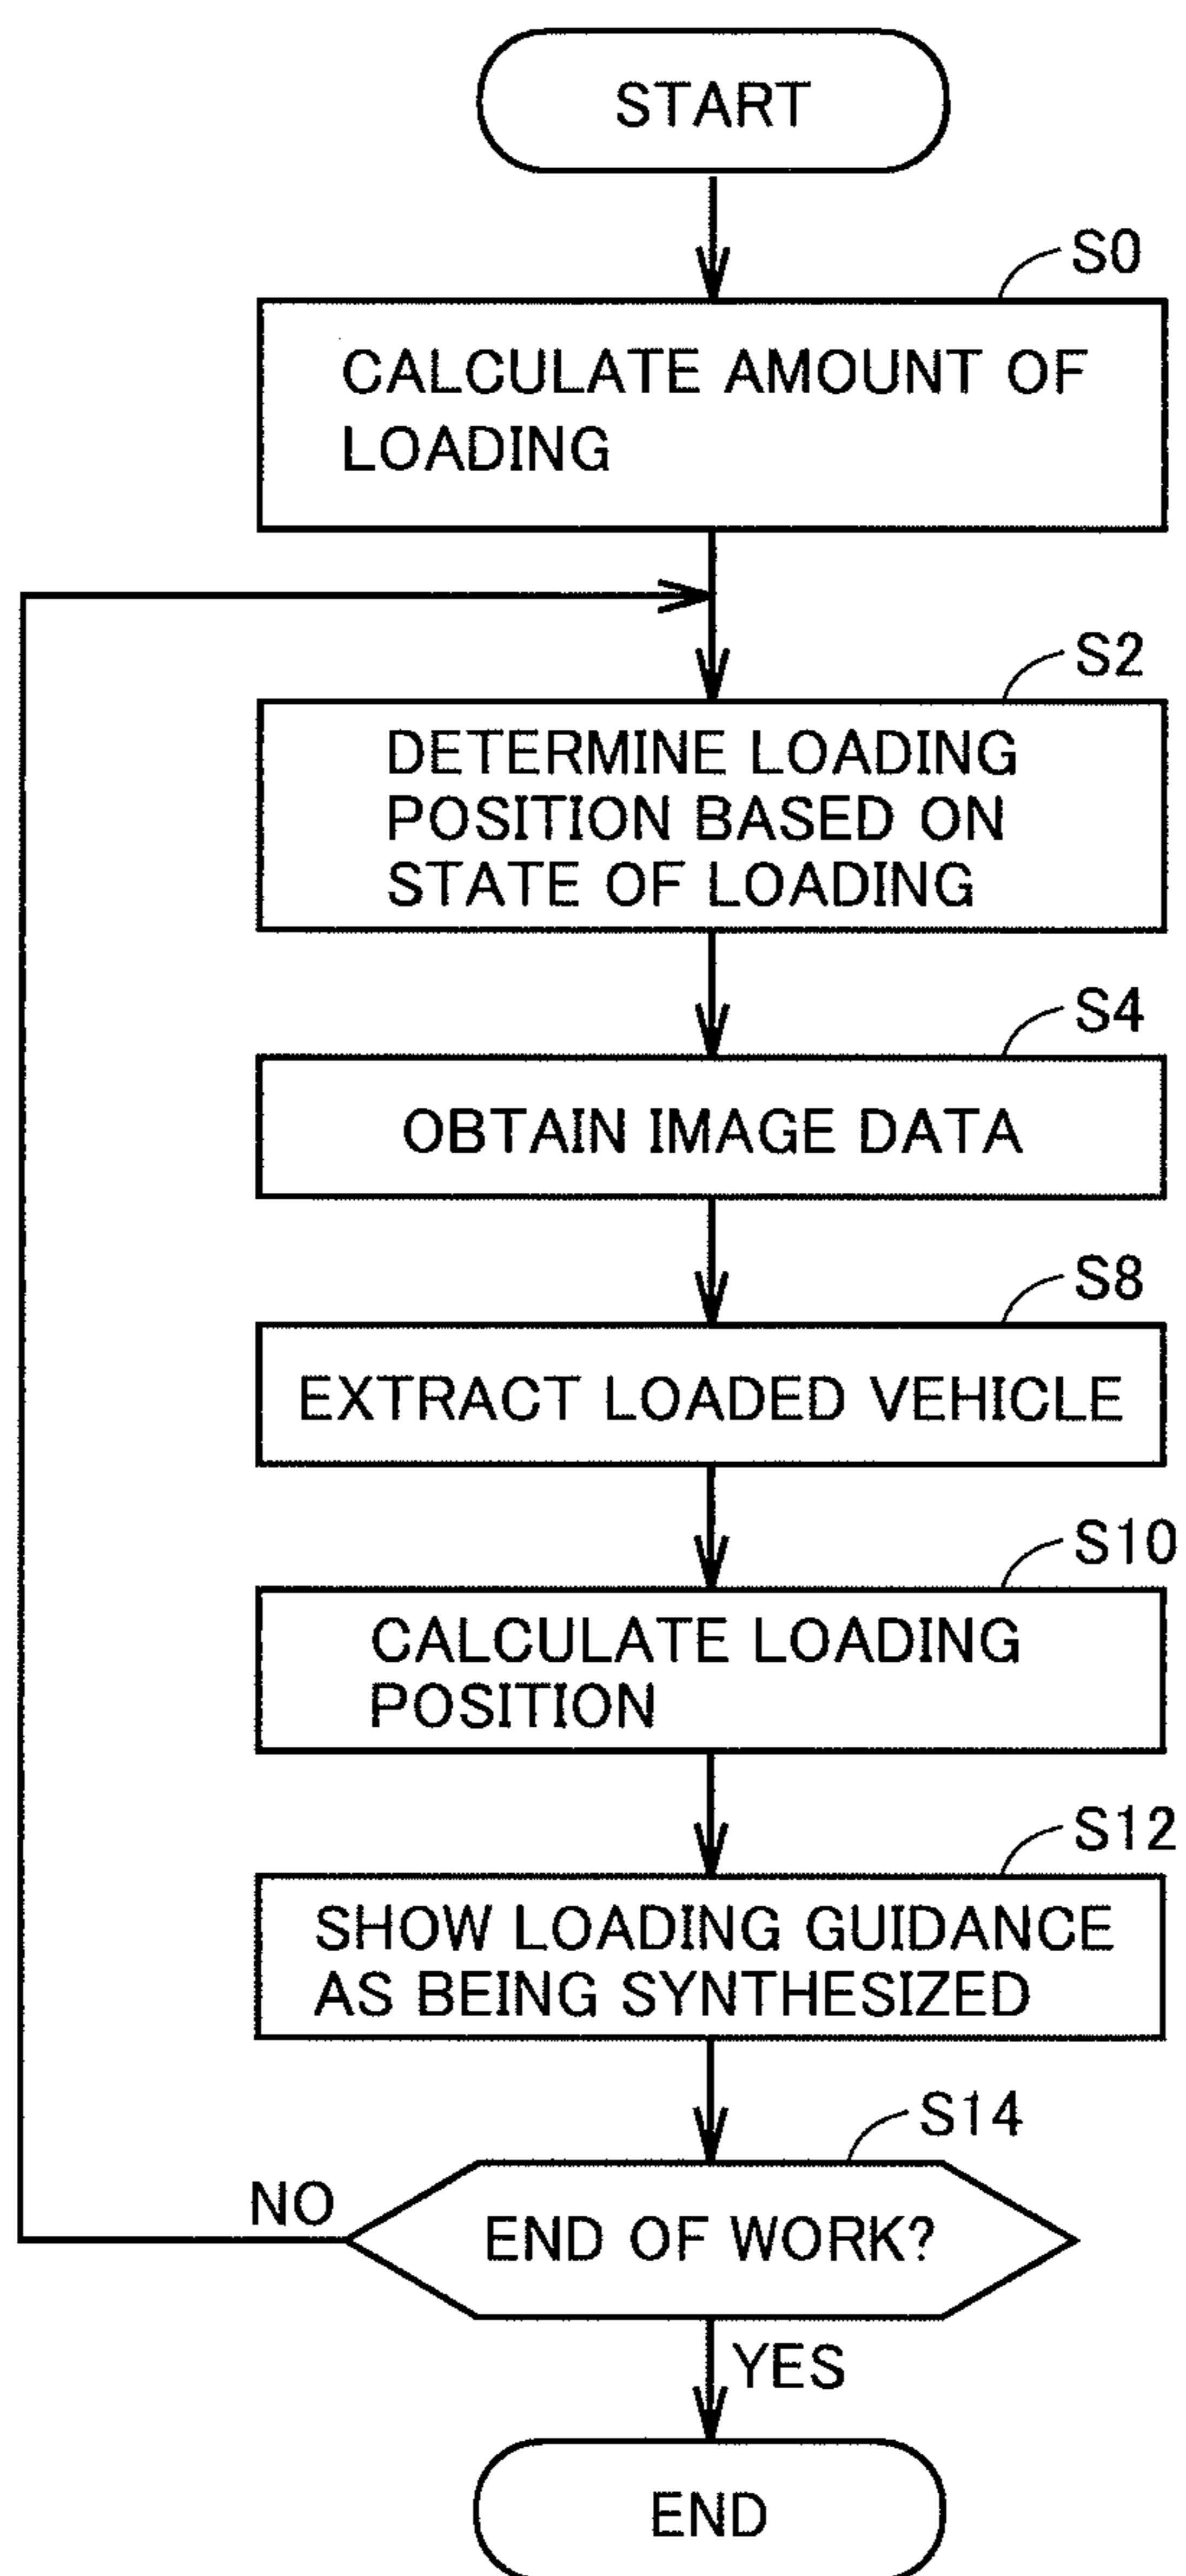 START
S0
CALCULATE AMOUNT OF
LOADING
S2
DETERMINE LOADING
POSITION BASED ON
STATE OF LOADING
S4
OBTAIN IMAGE DATA
S8
EXTRACT LOADED VEHICLE
S10
CALCULATE LOADING
POSITION
S12
SHOW LOADING GUIDANCE
AS BEING SYNTHESIZED
S14
NO
END OF WORK?
YES
END